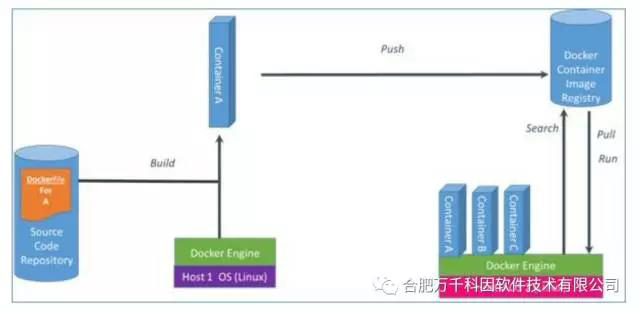 Container A
Push
Docker
Container
Image
Registry
Dockerfile
For
A
Source
Code
Repository
Build
Search
Pull
Run
Container A
Container B
Container C
Docker Engine
Host 1 OS (Linux)
Docker Engine
合肥万千科因软件技术有限公司